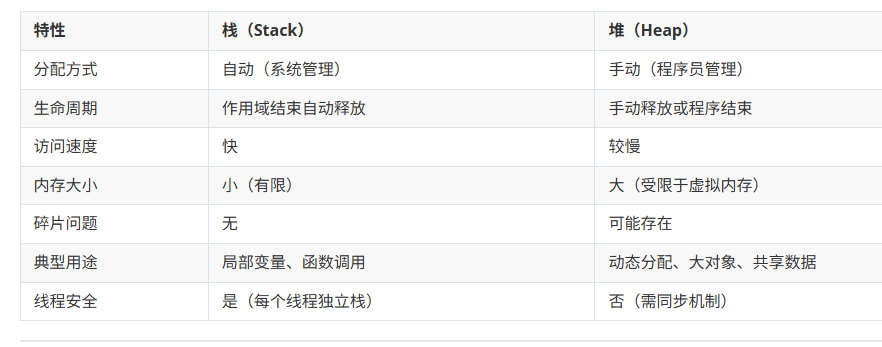 特性 栈（Stack） 堆（Heap）
分配方式 自动（系统管理） 手动（程序员管理）
生命周期 作用域结束自动释放 手动释放或程序结束
访问速度 快 较慢
内存大小 小（有限） 大（受限于虚拟内存）
碎片问题 无 可能存在
典型用途 局部变量、函数调用 动态分配、大对象、共享数据
线程安全 是（每个线程独立栈） 否（需同步机制）